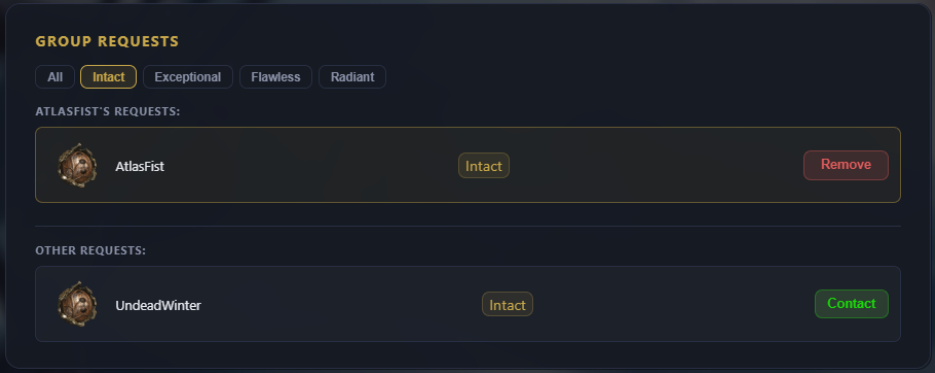 GROUP REQUESTS
All Intact Exceptional Flawless Radiant
ATLASFIST'S REQUESTS:
AtlasFist Intact Remove
OTHER REQUESTS:
UndeadWinter Intact Contact